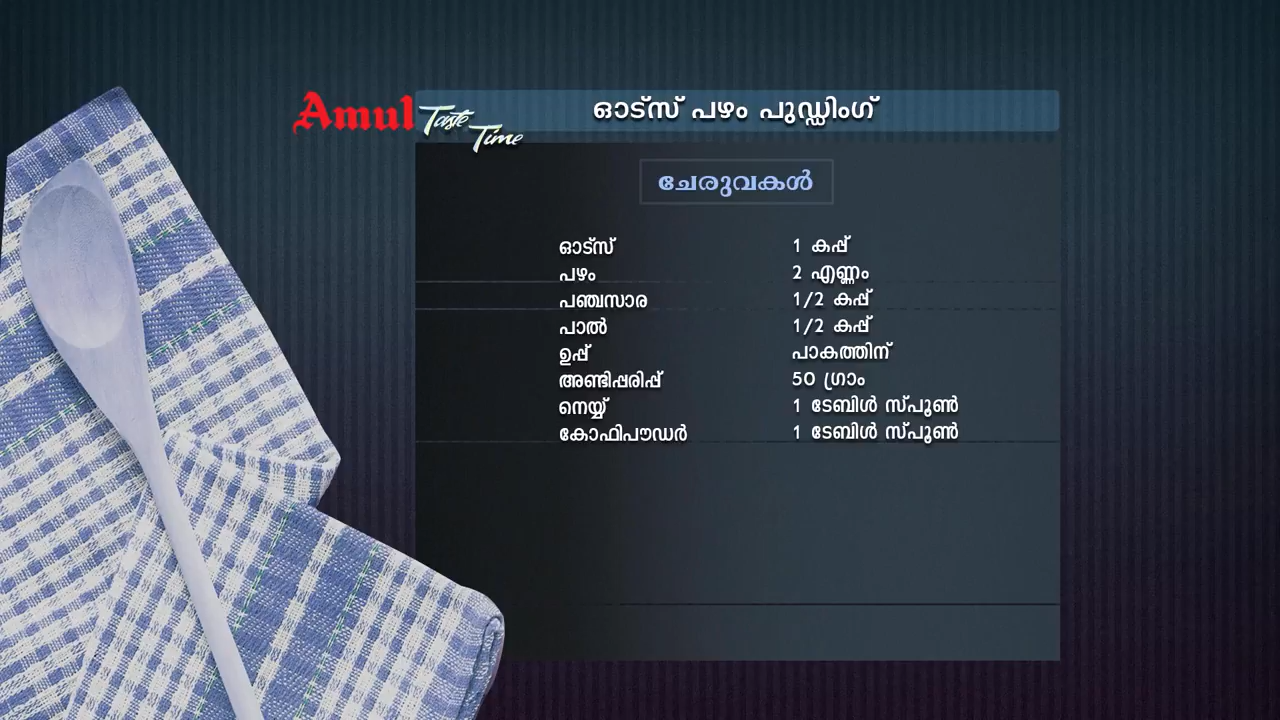 Amul Taste Time
ഓട്സ് പഴം പുഡ്ഡിംഗ്
ചേരുവകൾ
ഓട്സ് 1 കപ്പ്
പഴം 2 എണ്ണം
പഞ്ചസാര 1/2 കപ്പ്
പാൽ 1/2 കപ്പ്
ഉപ്പ് പാകത്തിന്
അണ്ടിപ്പരിപ്പ് 50 ഗ്രാം
നെയ്യ് 1 ടേബിൾ സ്പൂൺ
കോഫിപൗഡർ 1 ടേബിൾ സ്പൂൺ